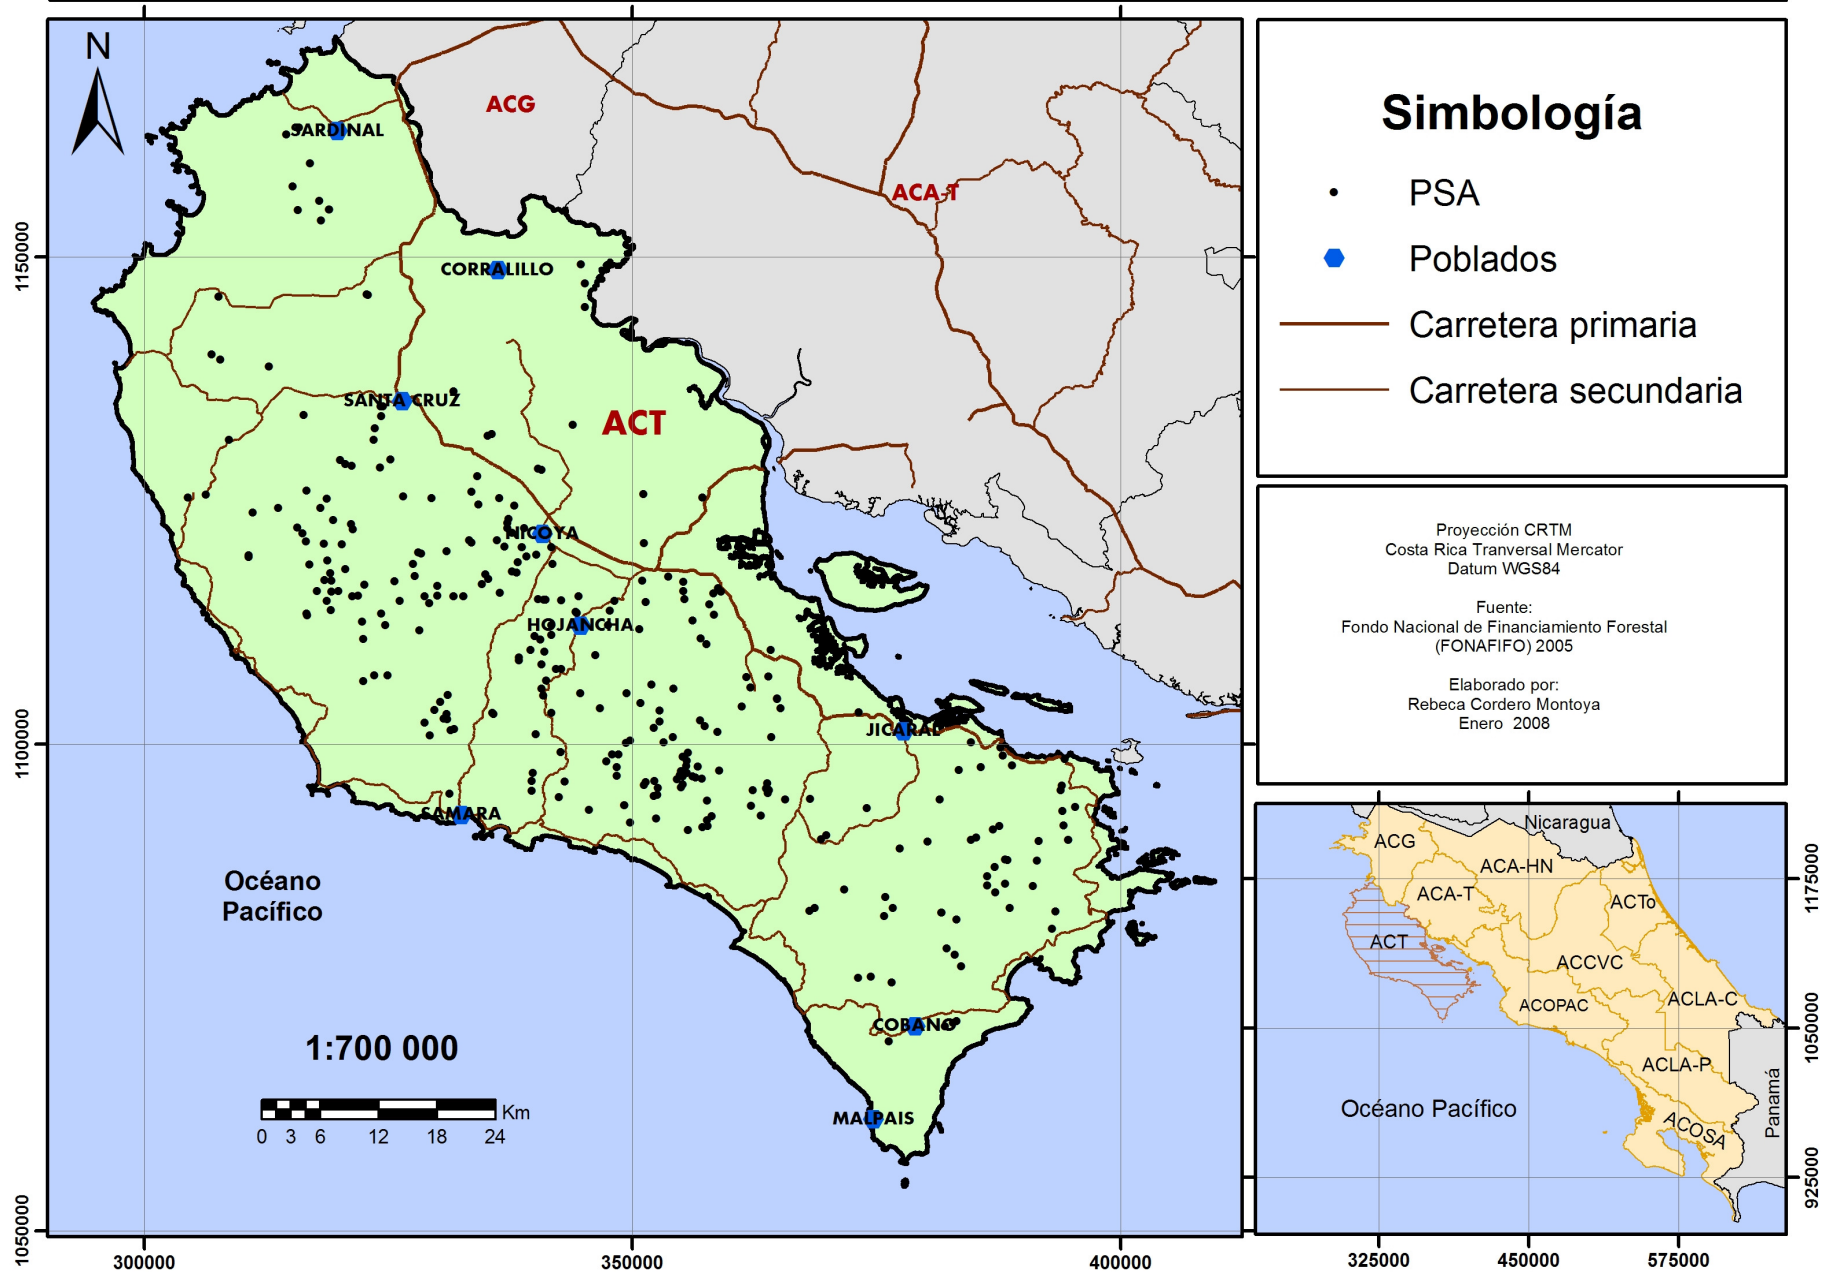 N
ACG
SARDINAL
ACA-T
CORRALILLO
SANTA CRUZ
ACT
NICOYA
HOJANCHA
JICARAL
SAMARA
Océano
Pacífico
COBANO
1:700 000
MALPAIS
Km
0 3 6 12 18 24
1150000
1100000
1050000
300000 350000 400000
Simbología
PSA
Poblados
Carretera primaria
Carretera secundaria
Proyección CRTM
Costa Rica Tranversal Mercator
Datum WGS84
Fuente:
Fondo Nacional de Financiamiento Forestal
(FONAFIFO) 2005
Elaborado por:
Rebeca Cordero Montoya
Enero 2008
Nicaragua
ACG
ACA-HN
ACA-T
ACTo
ACT
ACCVC
ACOPAC
ACLA-C
ACLA-P
Panamá
Océano Pacífico
ACOSA
1175000
1050000
925000
325000 450000 575000